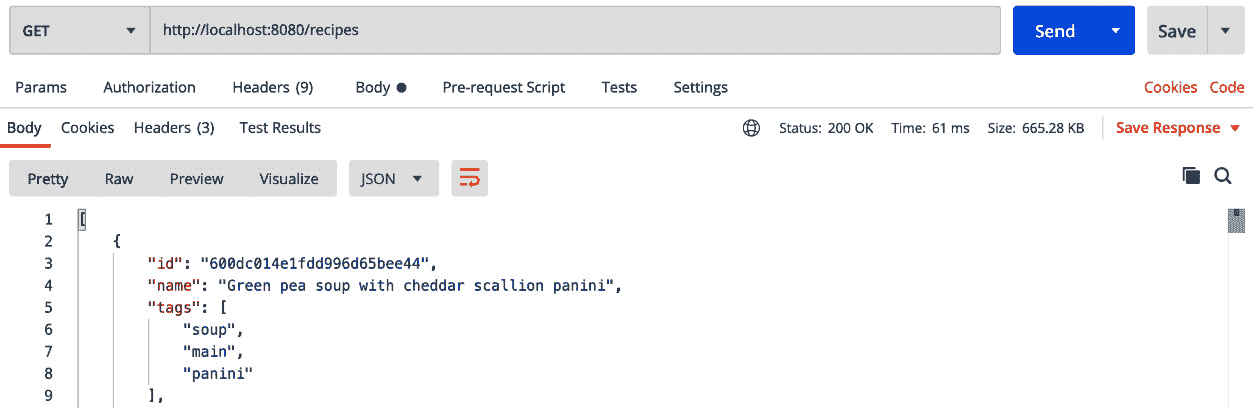 GET http://localhost:8080/recipes Send Save
Params Authorization Headers (9) Body Pre-request Script Tests Settings Cookies Code
Body Cookies Headers (3) Test Results Status: 200 OK Time: 61 ms Size: 665.28 KB Save Response
Pretty Raw Preview Visualize JSON
1 [
2 {
3 "id": "600dc014e1fdd996d65bee44",
4 "name": "Green pea soup with cheddar scallion panini",
5 "tags": [
6 "soup",
7 "main",
8 "panini"
9 ],